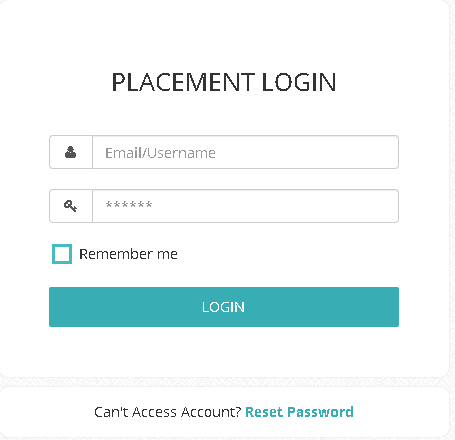 PLACEMENT LOGIN
Email/Username
******
Remember me
LOGIN
Can't Access Account? Reset Password